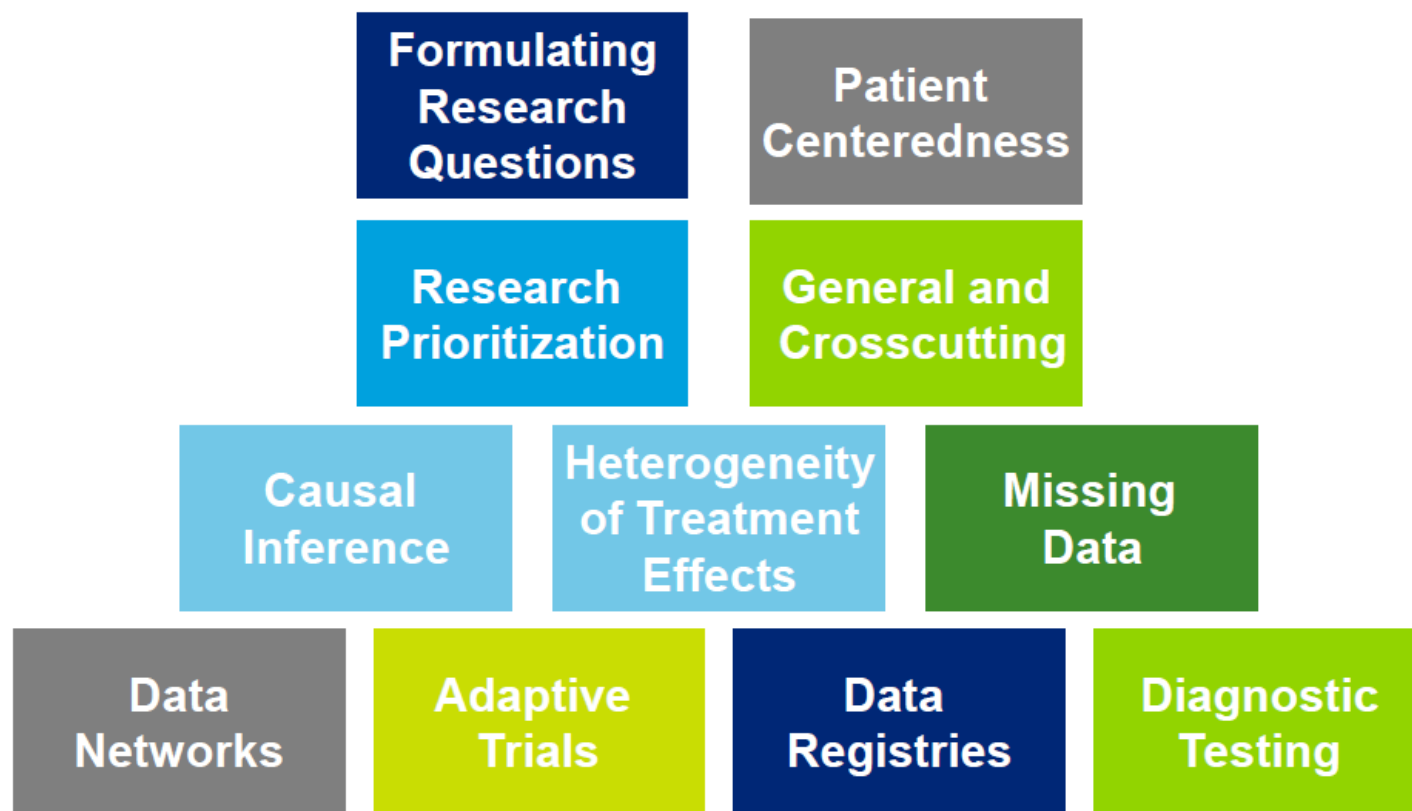 Formulating
Research
Questions
Patient
Centeredness
Research
Prioritization
General and
Crosscutting
Causal
Inference
Heterogeneity
of Treatment
Effects
Missing
Data
Data
Networks
Adaptive
Trials
Data
Registries
Diagnostic
Testing